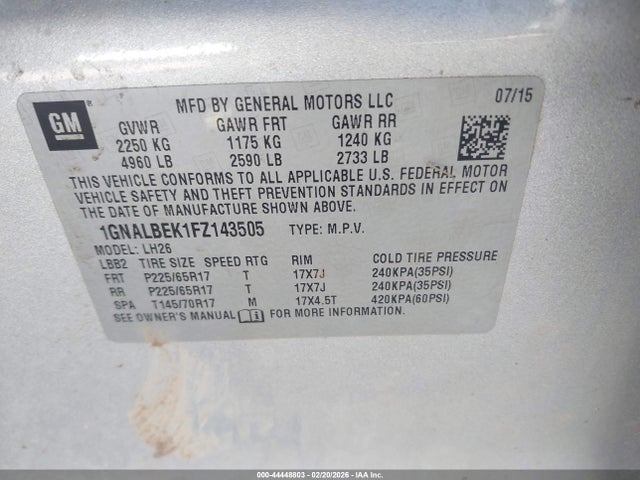 GM
MFD BY GENERAL MOTORS LLC 07/15
GVWR GAWR FRT GAWR RR
2250 KG 1175 KG 1240 KG
4960 LB 2590 LB 2733 LB
THIS VEHICLE CONFORMS TO ALL APPLICABLE U.S. FEDERAL MOTOR
VEHICLE SAFETY AND THEFT PREVENTION STANDARDS IN EFFECT ON
THE DATE OF MANUFACTURE SHOWN ABOVE.
1GNALBEK1FZ143505 TYPE: M.P.V.
MODEL: LH26
LBB2 TIRE SIZE SPEED RTG RIM COLD TIRE PRESSURE
FRT P225/65R17 T 17X7J 240KPA(35PSI)
RR P225/65R17 T 17X7J 240KPA(35PSI)
SPA T145/70R17 M 17X4.5T 420KPA(60PSI)
SEE OWNER'S MANUAL FOR MORE INFORMATION.
000-44448803 - 02/20/2026 - IAA Inc.